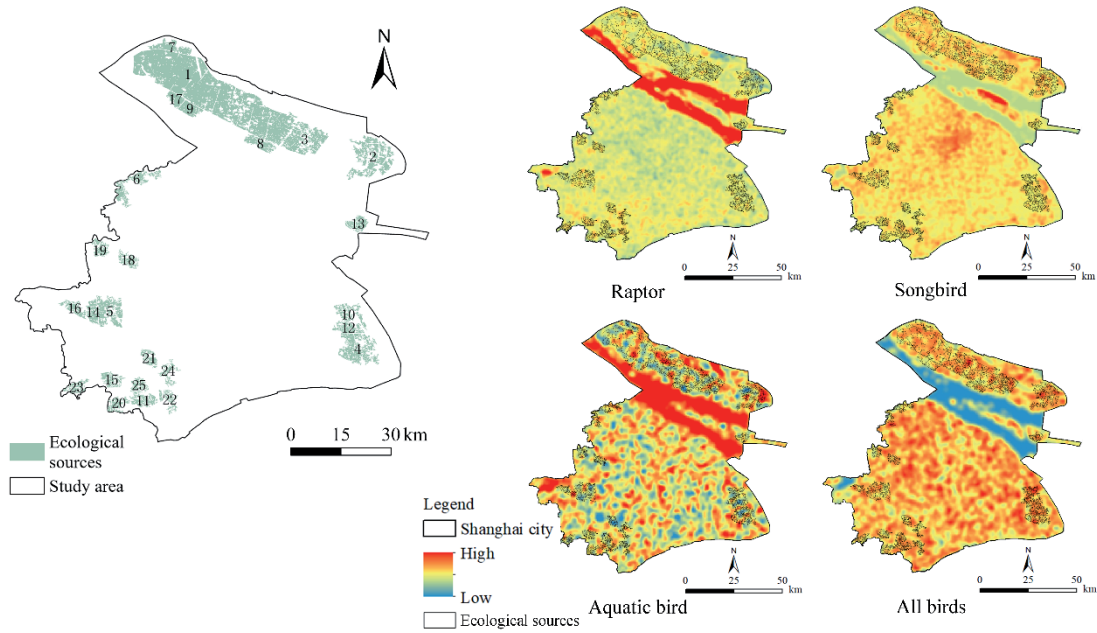 N
7
1
17
9
8
3
2
6
13
19
18
16
14
5
10
12
4
21
24
15
25
23
20
11
22
Ecological
sources
Study area
0 15 30 km
N
0 25 50
km
Raptor
N
0 25 50
km
Songbird
Legend
Shanghai city
High
Low
Ecological sources
N
0 25 50
km
Aquatic bird
N
0 25 50
km
All birds